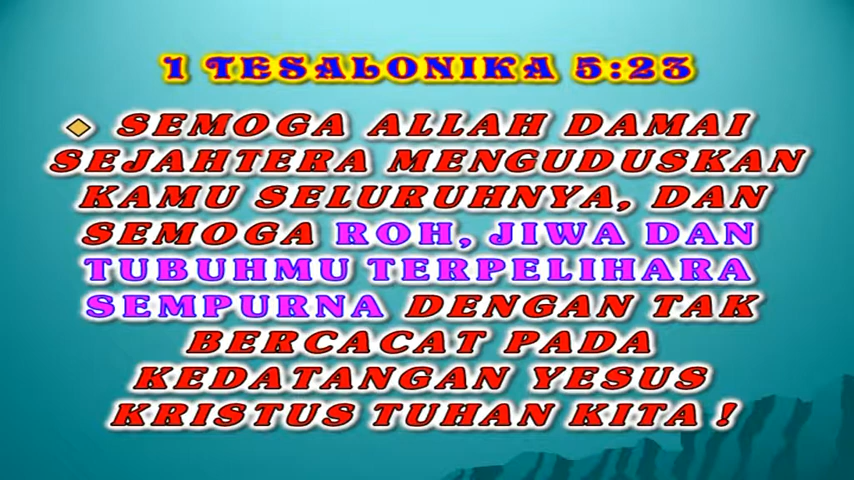 1 TESALONIKA 5:23
SEMOGA ALLAH DAMAI
SEJAHTERA MENGUDUSKAN
KAMU SELURUHNYA, DAN
SEMOGA ROH, JIWA DAN
TUBUHMU TERPELIHARA
SEMPURNA DENGAN TAK
BERCACAT PADA
KEDATANGAN YESUS
KRISTUS TUHAN KITA !